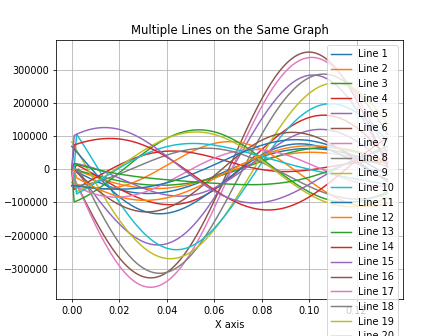 Multiple Lines on the Same Graph
300000
200000
100000
0
−100000
−200000
−300000
0.00 0.02 0.04 0.06 0.08 0.10
X axis
Line 1
Line 2
Line 3
Line 4
Line 5
Line 6
Line 7
Line 8
Line 9
Line 10
Line 11
Line 12
Line 13
Line 14
Line 15
Line 16
Line 17
Line 18
Line 19
Line 20